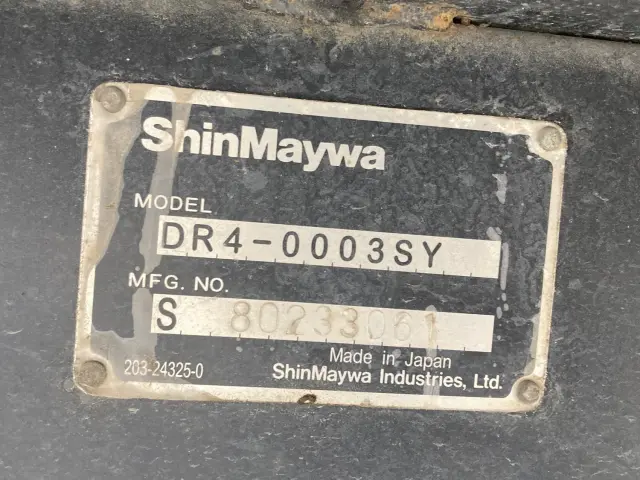 ShinMaywa
MODEL
DR4-0003SY
MFG. NO.
S 80233061
Made in Japan
203-24325-0
ShinMaywa Industries, Ltd.